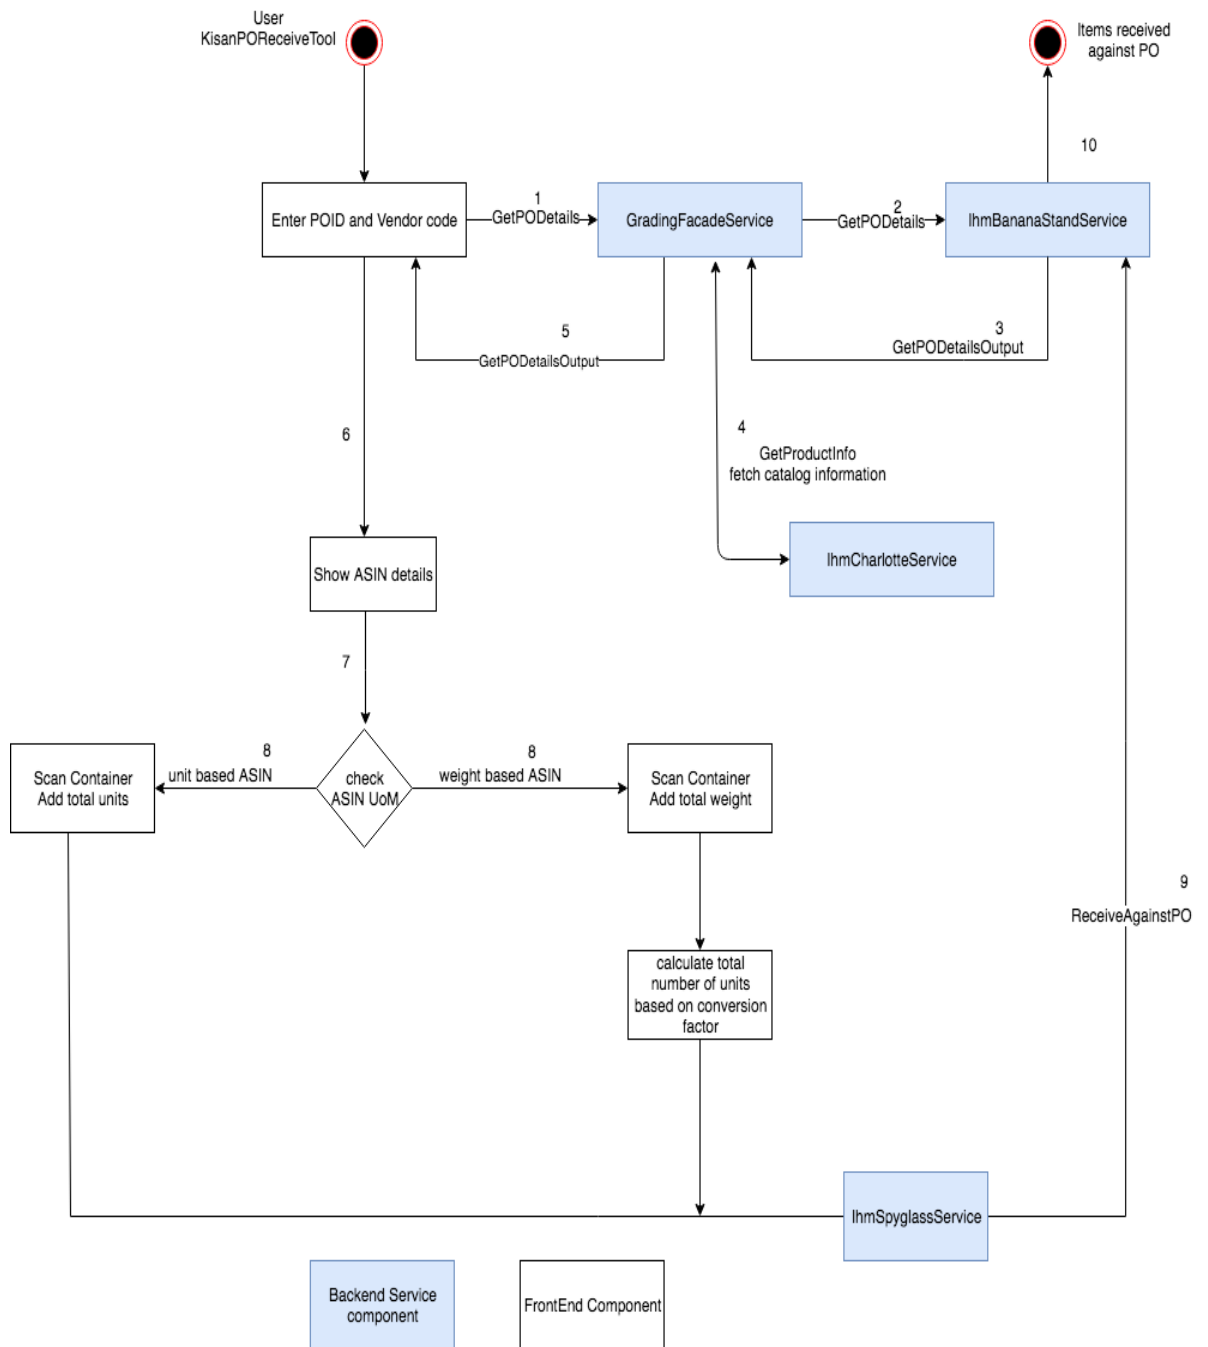 User
KisanPOReceiveTool
Items received
against PO
10
Enter POID and Vendor code
1
GetPODetails
GradingFacadeService
2
GetPODetails
IhmBananaStandService
5
GetPODetailsOutput
3
GetPODetailsOutput
6
4
GetProductInfo
fetch catalog information
IhmCharlotteService
Show ASIN details
7
8
unit based ASIN
8
weight based ASIN
Scan Container
Add total units
check
ASIN UoM
Scan Container
Add total weight
9
ReceiveAgainstPO
calculate total
number of units
based on conversion
factor
IhmSpyglassService
Backend Service
component
FrontEnd Component